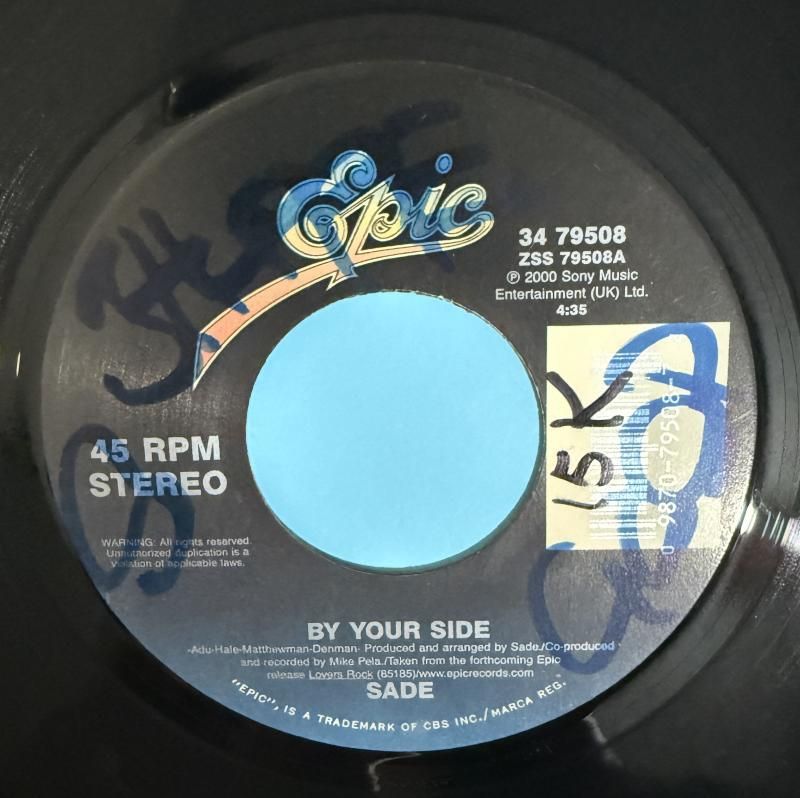 Epic
34 79508
ZSS 79508A
℗ 2000 Sony Music
Entertainment (UK) Ltd.
4:35
15K
45 RPM
STEREO
WARNING: All rights reserved.
Unauthorized duplication is a
violation of applicable laws.
BY YOUR SIDE
-Adu-Hale-Matthewman-Denman- Produced and arranged by Sade./Co-produced
and recorded by Mike Pela./Taken from the forthcoming Epic
release Lovers Rock (85185)/www.epicrecords.com
SADE
"EPIC", IS A TRADEMARK OF CBS INC./MARCA REG.